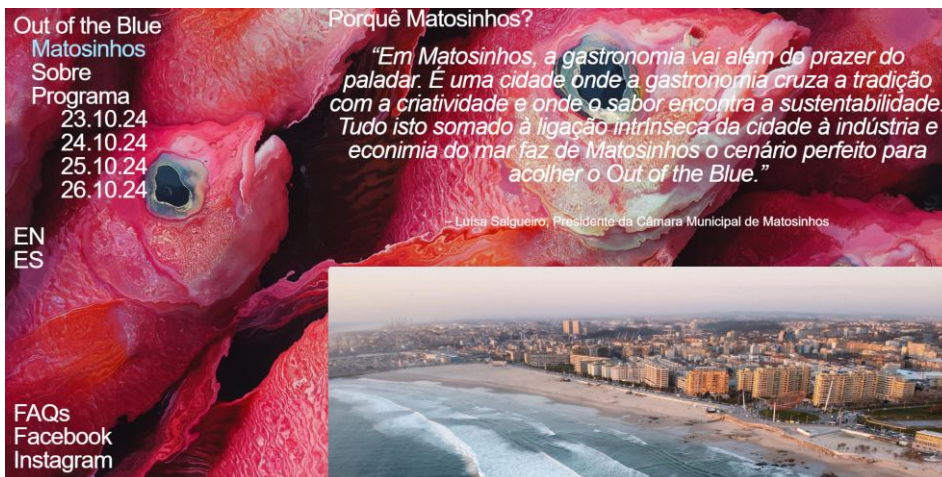 Out of the Blue
Matosinhos
Sobre
Programa
23.10.24
24.10.24
25.10.24
26.10.24
EN
ES
FAQs
Facebook
Instagram
Porquê Matosinhos?
“Em Matosinhos, a gastronomia vai além do prazer do
paladar. É uma cidade onde a gastronomia cruza a tradição
com a criatividade e onde o sabor encontra a sustentabilidade.
Tudo isto somado à ligação intrínseca da cidade à indústria e
econimia do mar faz de Matosinhos o cenário perfeito para
acolher o Out of the Blue.”
– Luísa Salgueiro, Presidente da Câmara Municipal de Matosinhos